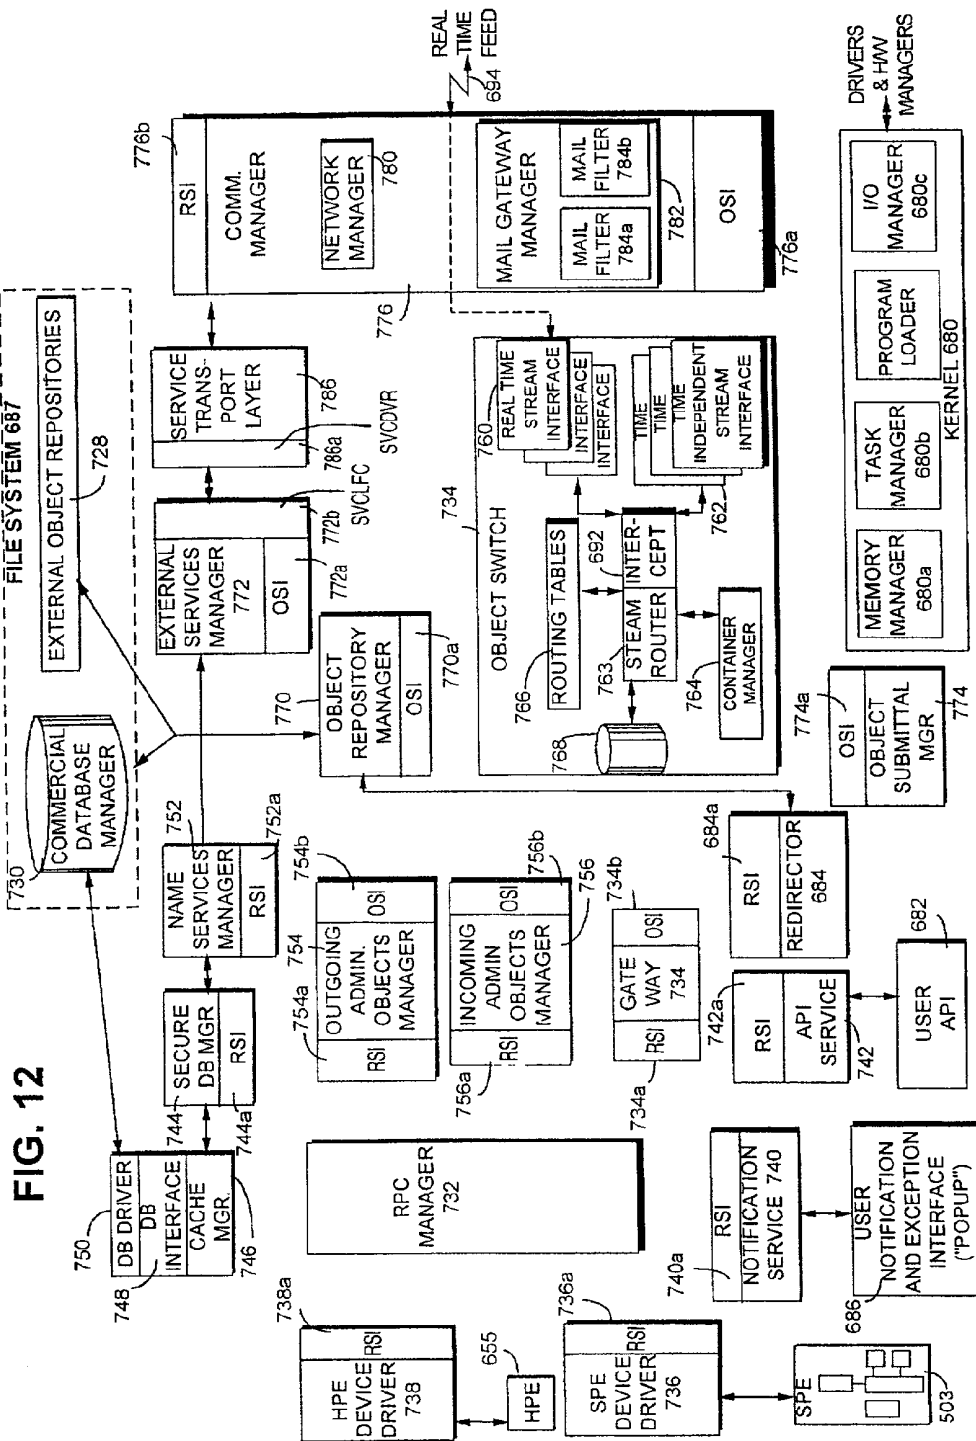 FIG. 12
FILE SYSTEM 687
730
COMMERCIAL
DATABASE
MANAGER
EXTERNAL OBJECT REPOSITORIES
728
750
DB DRIVER
DB
INTERFACE
CACHE
MGR.
748
746
744
SECURE
DB MGR
RSI
744a
752
NAME
SERVICES
MANAGER
RSI
752a
EXTERNAL
SERVICES
MANAGER
772
OSI
772a
772b
SVCLFC
SERVICE
TRANS-
PORT
LAYER
786
786a
SVCDVR
776b
RSI
COMM.
MANAGER
NETWORK
MANAGER
780
776
MAIL GATEWAY
MANAGER
MAIL
FILTER
784a
MAIL
FILTER
784b
782
OSI
776a
REAL
TIME
FEED
694
738a
HPE
DEVICE
DRIVER
738
RSI
655
HPE
736a
SPE
DEVICE
DRIVER
736
RSI
SPE
503
RPC
MANAGER
732
754
754a
754b
RSI
OUTGOING
ADMIN.
OBJECTS
MANAGER
OSI
756a
756b
756
RSI
INCOMING
ADMIN
OBJECTS
MANAGER
OSI
734a
734b
RSI
GATE
WAY
734
OSI
770
OBJECT
REPOSITORY
MANAGER
OSI
770a
734
OBJECT SWITCH
766
ROUTING TABLES
768
763
STEAM
ROUTER
692
INTER-
CEPT
764
CONTAINER
MANAGER
760
REAL TIME
STREAM
INTERFACE
INTERFACE
INTERFACE
TIME
TIME
TIME
INDEPENDENT
STREAM
INTERFACE
762
740a
RSI
NOTIFICATION
SERVICE 740
USER
NOTIFICATION
AND EXCEPTION
INTERFACE
("POPUP")
686
742a
RSI
API
SERVICE
742
USER
API
682
684a
RSI
REDIRECTOR
684
774a
OSI
OBJECT
SUBMITTAL
MGR
774
MEMORY
MANAGER
680a
TASK
MANAGER
680b
PROGRAM
LOADER
I/O
MANAGER
680c
KERNEL 680
DRIVERS
& H/W
MANAGERS